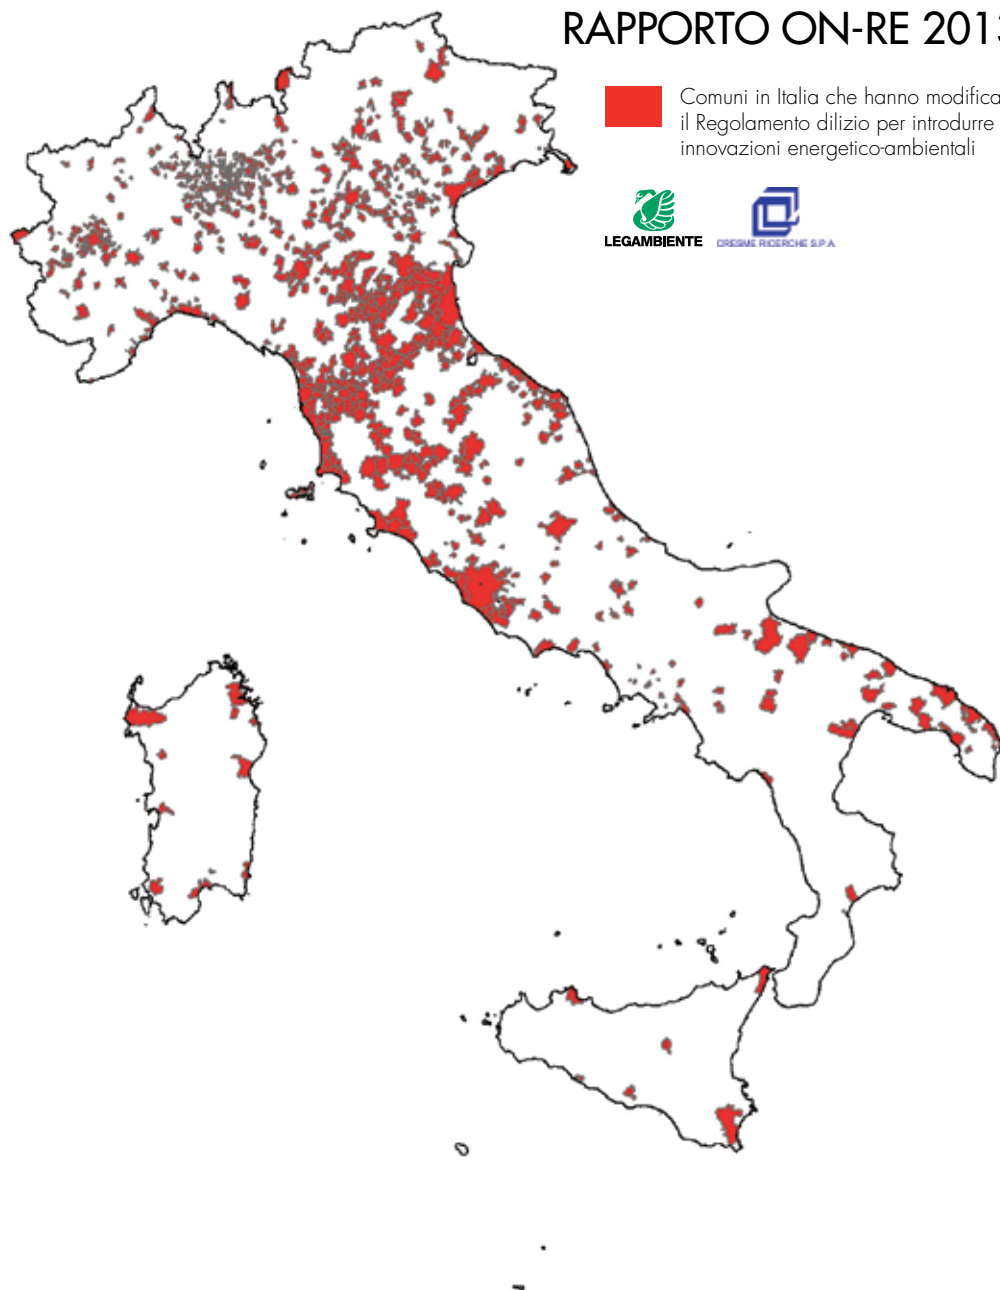 RAPPORTO ON-RE 2013
Comuni in Italia che hanno modifica
il Regolamento dilizio per introdurre
innovazioni energetico-ambientali
LEGAMBIENTE
CRESME RICERCHE S.P.A.